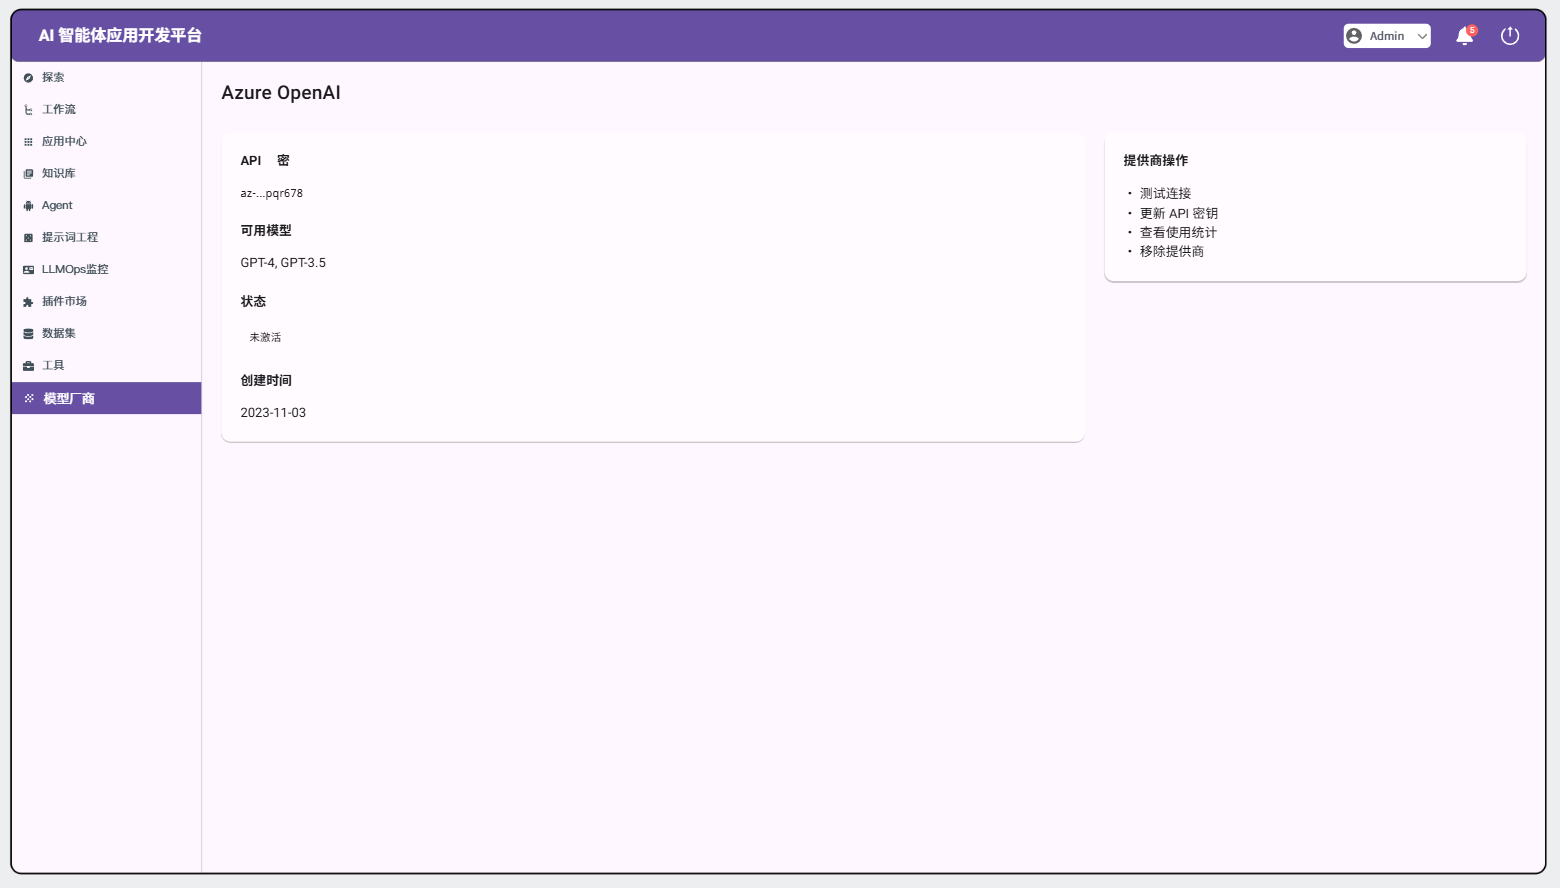 AI 智能体应用开发平台
Admin
5
探索
工作流
应用中心
知识库
Agent
提示词工程
LLMOps监控
插件市场
数据集
工具
模型厂商
Azure OpenAI
API 密
az-...pqr678
可用模型
GPT-4, GPT-3.5
状态
未激活
创建时间
2023-11-03
提供商操作
• 测试连接
• 更新 API 密钥
• 查看使用统计
• 移除提供商